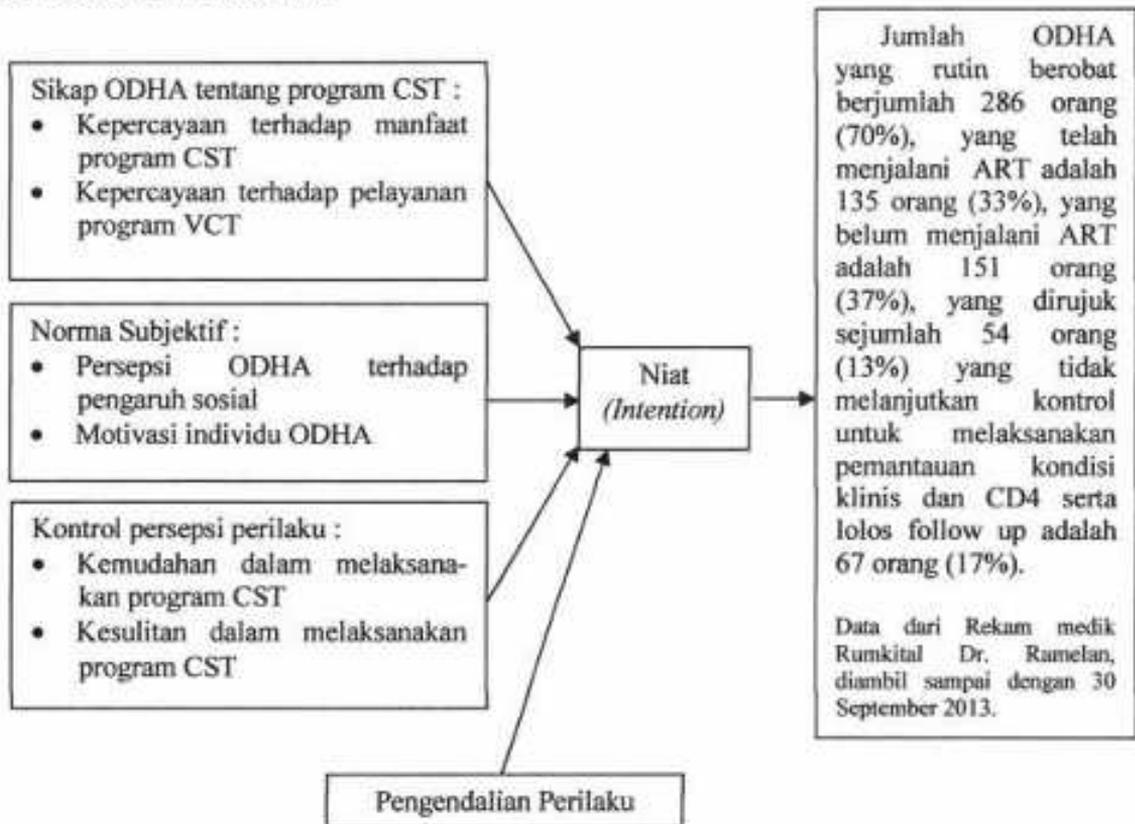 Sikap ODHA tentang program CST :
• Kepercayaan terhadap manfaat
program CST
• Kepercayaan terhadap pelayanan
program VCT
Norma Subjektif :
• Persepsi ODHA terhadap
pengaruh sosial
• Motivasi individu ODHA
Kontrol persepsi perilaku :
• Kemudahan dalam melaksana-
kan program CST
• Kesulitan dalam melaksanakan
program CST
Pengendalian Perilaku
Niat
(Intention)
Jumlah ODHA
yang rutin berobat
berjumlah 286 orang
(70%), yang telah
menjalani ART adalah
135 orang (33%), yang
belum menjalani ART
adalah 151 orang
(37%), yang dirujuk
sejumlah 54 orang
(13%) yang tidak
melanjutkan kontrol
untuk melaksanakan
pemantauan kondisi
klinis dan CD4 serta
lolos follow up adalah
67 orang (17%).
Data dari Rekam medik
Rumkital Dr. Ramelan,
diambil sampai dengan 30
September 2013.